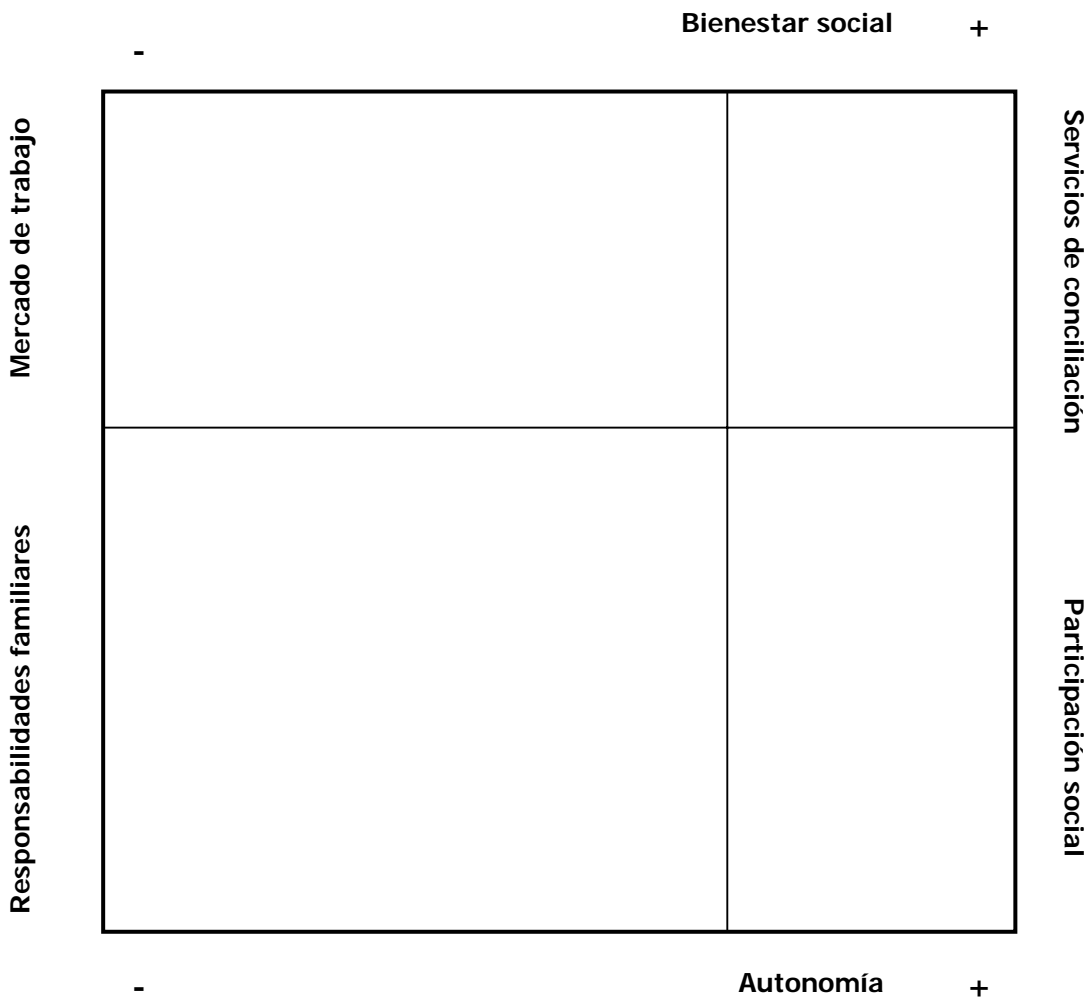 Bienestar social +
-
Mercado de trabajo
Servicios de conciliación
Responsabilidades familiares
Participación social
- Autonomía +